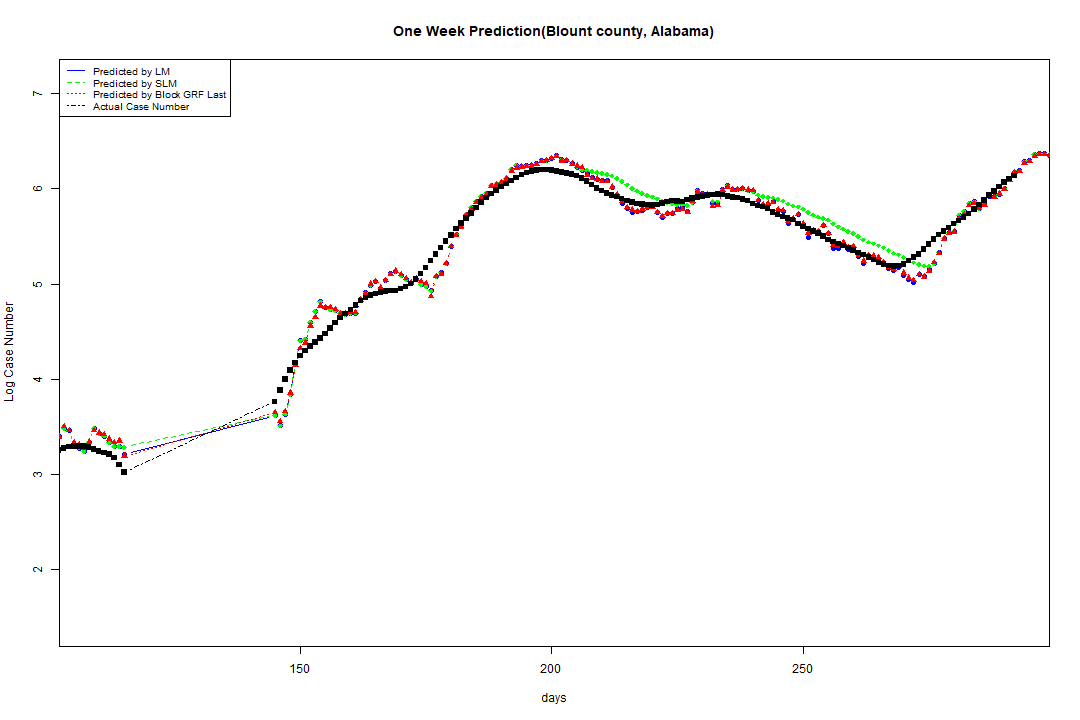 One Week Prediction(Blount county, Alabama)
Predicted by LM
Predicted by SLM
Predicted by Block GRF Last
Actual Case Number
7
6
5
4
3
2
Log Case Number
150
200
250
days